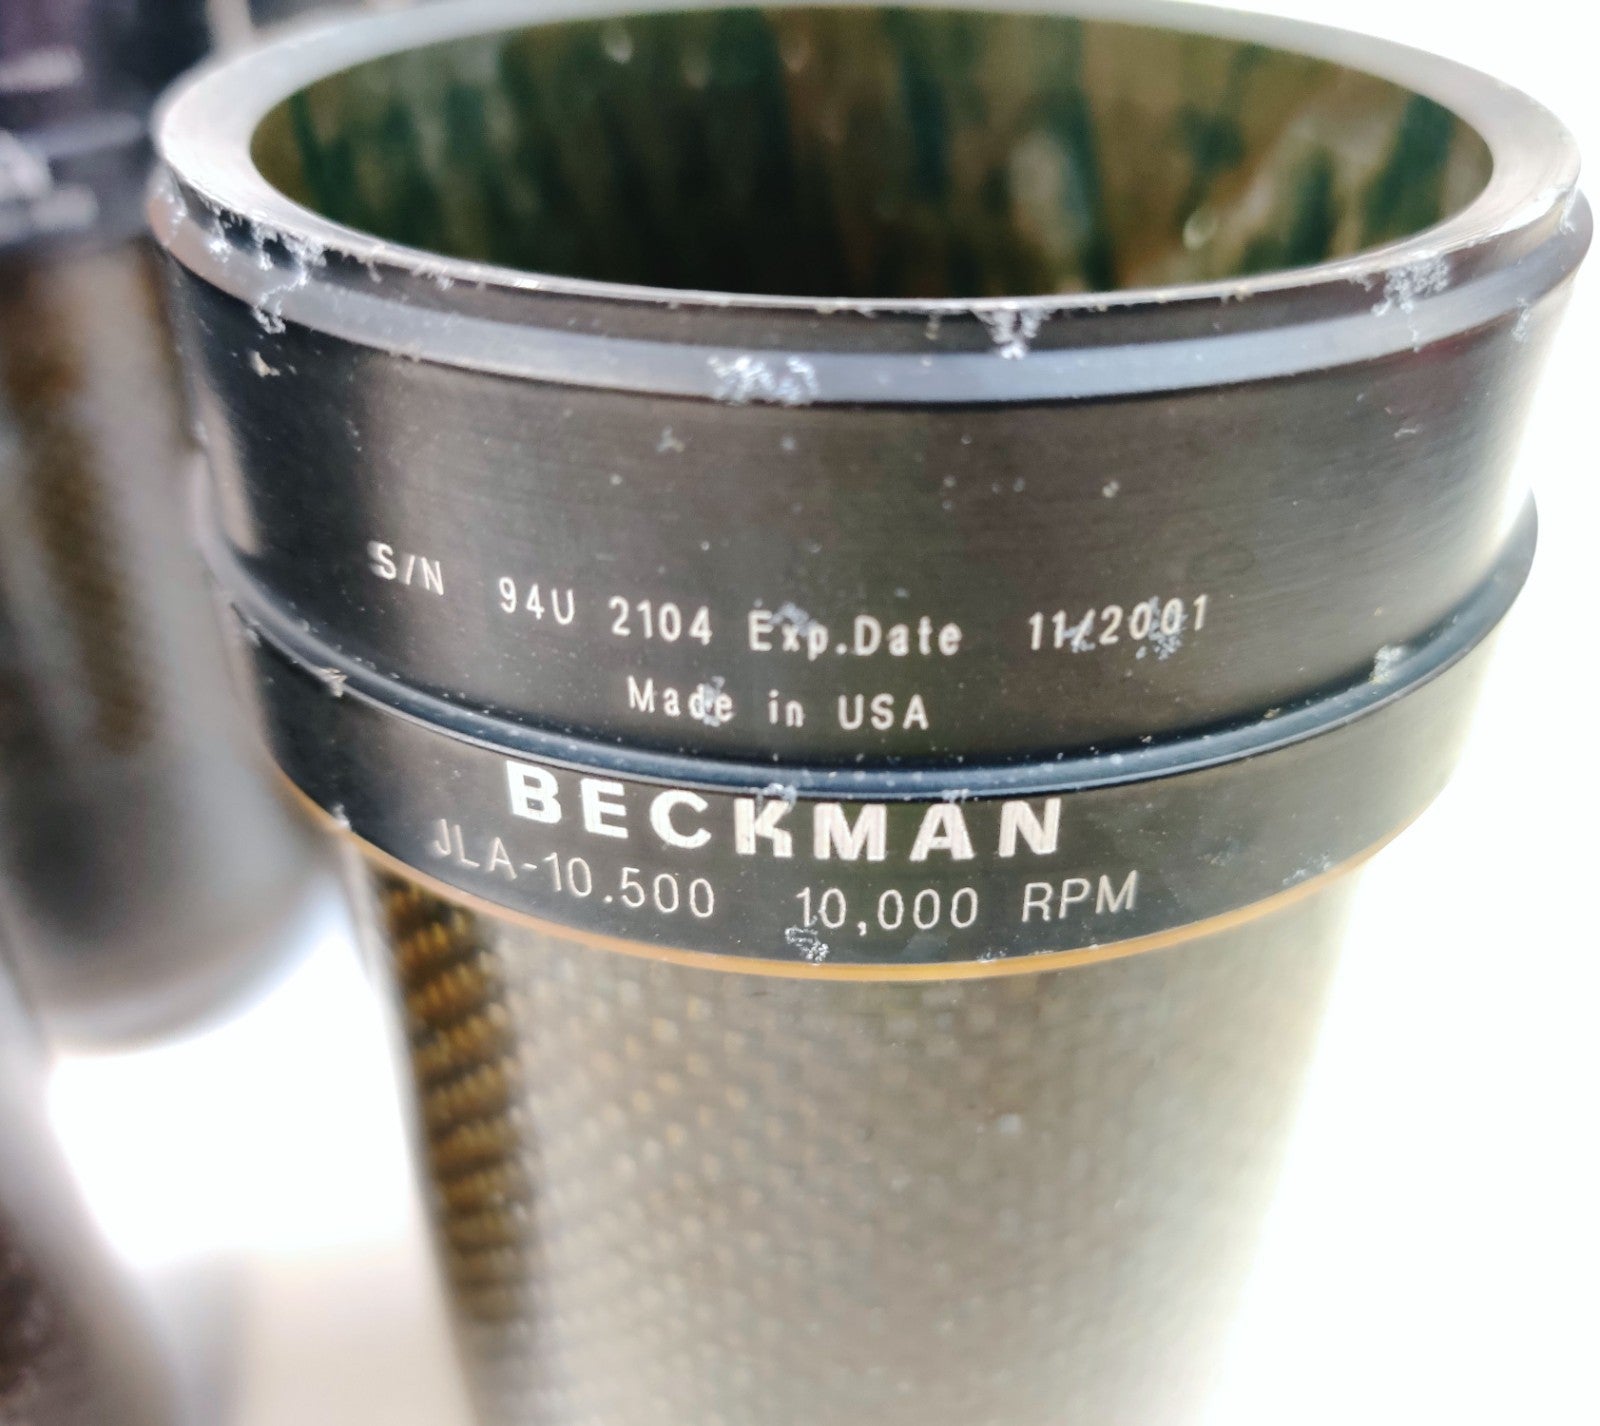 S/N 94U 2104 Exp.Date 11/2001
Made in USA
BECKMAN
JLA-10.500 10,000 RPM